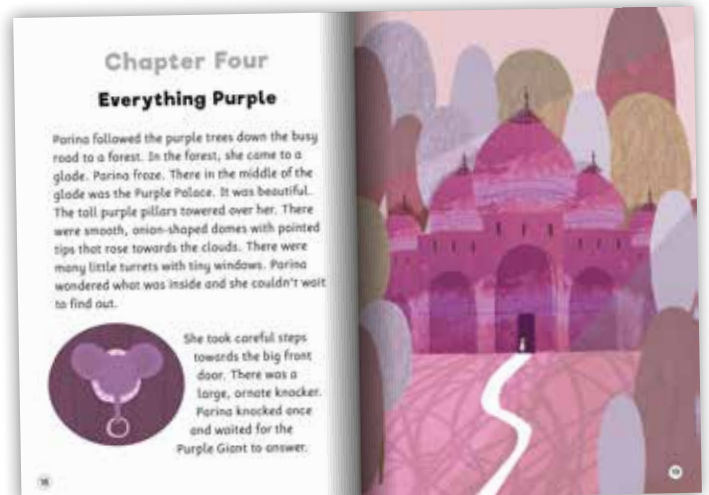 Chapter Four
Everything Purple
Parina followed the purple trees down the busy
road to a forest. In the forest, she came to a
glade. Parina froze. There in the middle of the
glade was the Purple Palace. It was beautiful.
The tall purple pillars towered over her. There
were smooth, onion-shaped domes with pointed
tips that rose towards the clouds. There were
many little turrets with tiny windows. Parina
wondered what was inside and she couldn't wait
to find out.
She took careful steps
towards the big front
door. There was a
large, ornate knocker.
Parina knocked once
and waited for the
Purple Giant to answer.
18
19